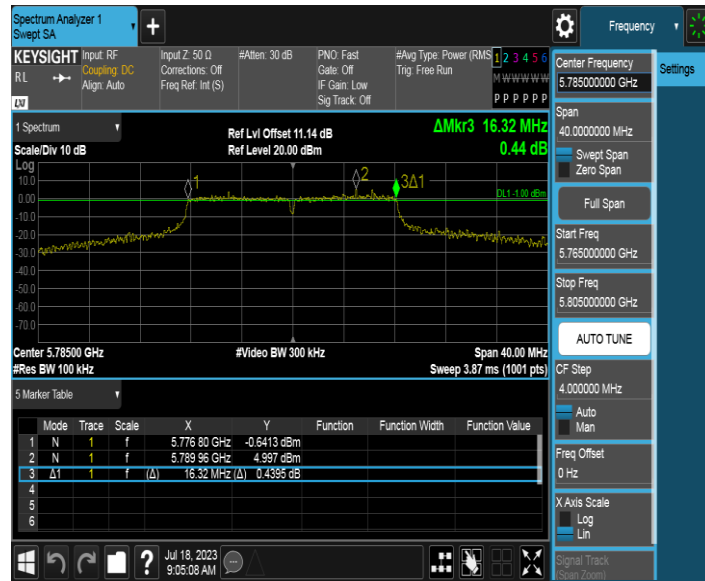 Spectrum Analyzer 1
Swept SA
+
Frequency
KEYSIGHT
RL
LXI
Input: RF
Coupling: DC
Align: Auto
Input Z: 50 Ω
Corrections: Off
Freq Ref: Int (S)
#Atten: 30 dB
PNO: Fast
Gate: Off
IF Gain: Low
Sig Track: Off
#Avg Type: Power (RMS
Trig: Free Run
1 2 3 4 5 6
M W W W W W
P P P P P P
1 Spectrum
Scale/Div 10 dB
Ref Lvl Offset 11.14 dB
Ref Level 20.00 dBm
ΔMkr3 16.32 MHz
0.44 dB
Log
10.0
0.00
-10.0
-20.0
-30.0
-40.0
-50.0
-60.0
-70.0
1
2
3Δ1
DL1 -1.00 dBm
Center 5.78500 GHz
#Res BW 100 kHz
#Video BW 300 kHz
Span 40.00 MHz
Sweep 3.87 ms (1001 pts)
5 Marker Table
Mode Trace Scale X Y Function Function Width Function Value
1 N 1 f 5.776 80 GHz -0.6413 dBm
2 N 1 f 5.789 96 GHz 4.997 dBm
3 Δ1 1 f (Δ) 16.32 MHz (Δ) 0.4395 dB
4
5
6
?
Jul 18, 2023
9:05:08 AM
Center Frequency
5.785000000 GHz
Settings
Span
40.0000000 MHz
Swept Span
Zero Span
Full Span
Start Freq
5.765000000 GHz
Stop Freq
5.805000000 GHz
AUTO TUNE
CF Step
4.000000 MHz
Auto
Man
Freq Offset
0 Hz
X Axis Scale
Log
Lin
Signal Track
(Span Zoom)